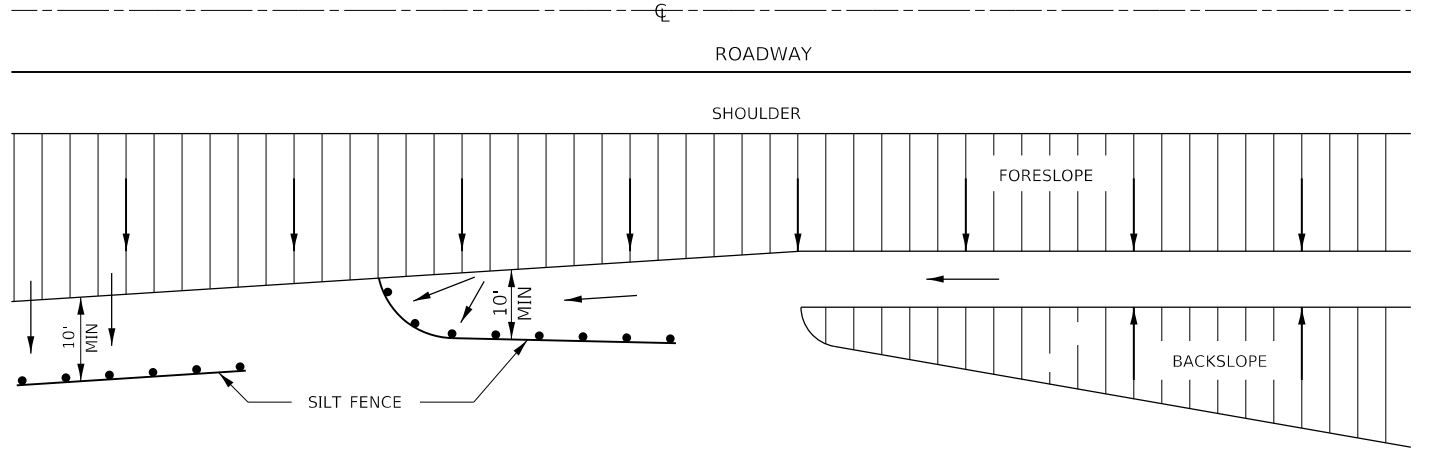 ℄
ROADWAY
SHOULDER
FORESLOPE
10'
MIN
10'
MIN
BACKSLOPE
SILT FENCE